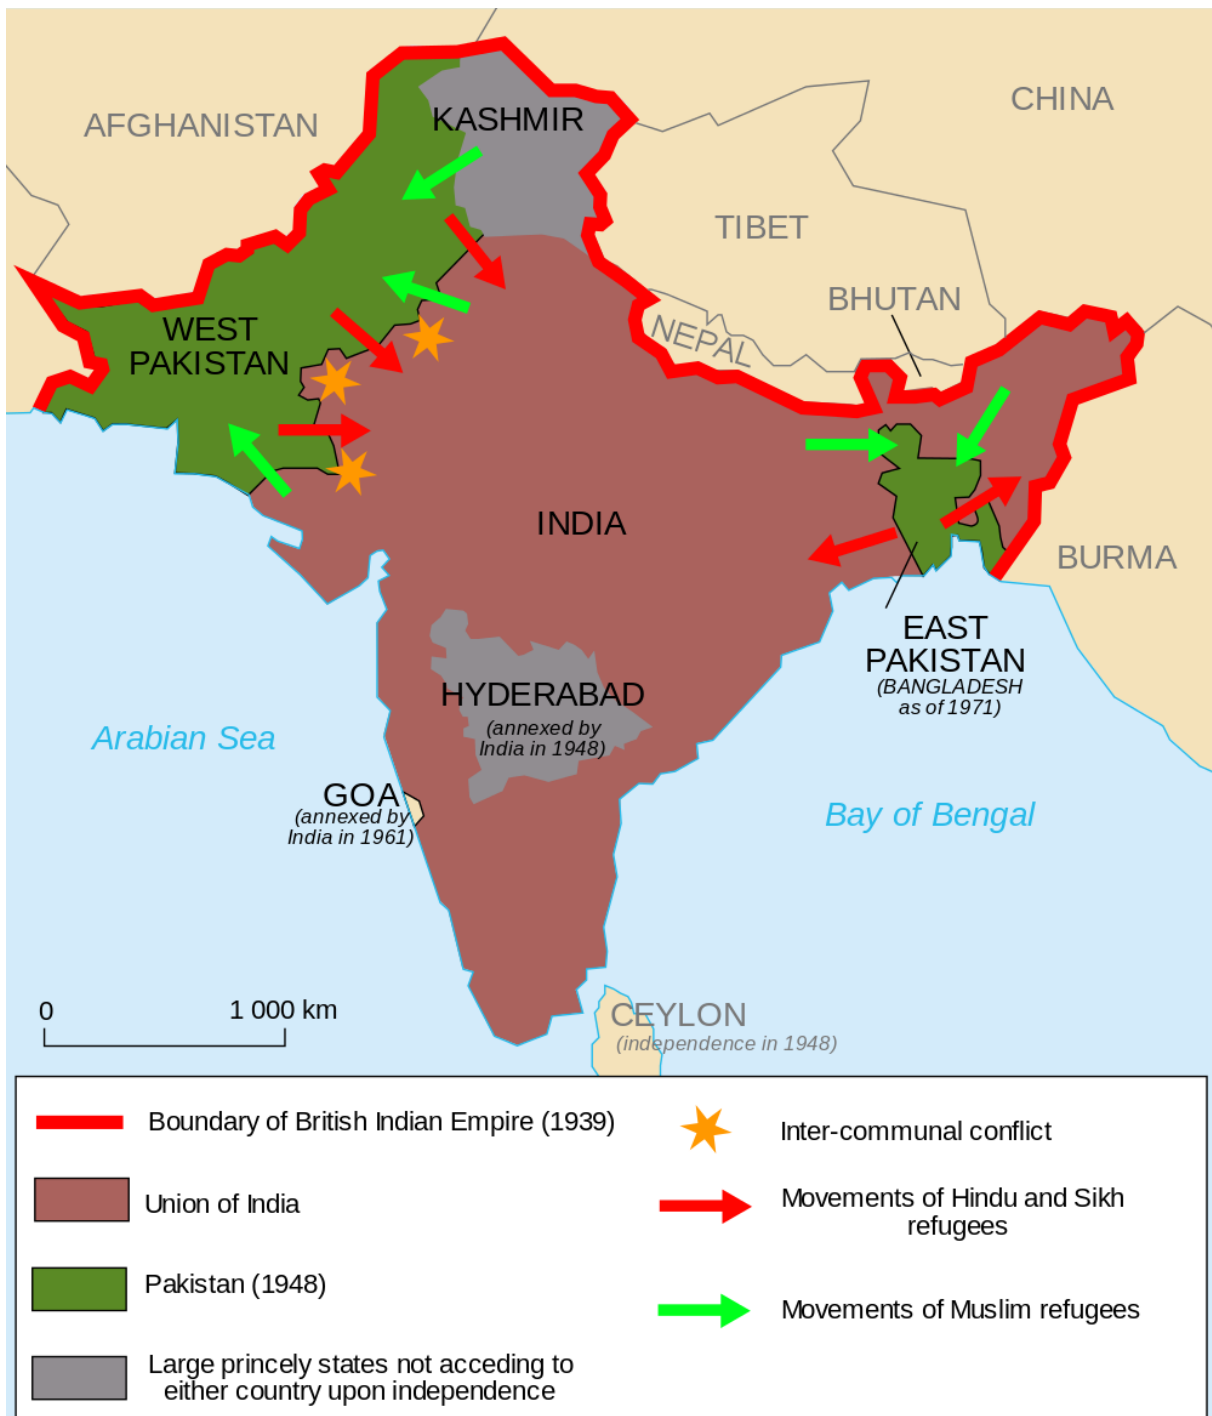 AFGHANISTAN
KASHMIR
CHINA
TIBET
BHUTAN
NEPAL
WEST
PAKISTAN
INDIA
BURMA
EAST
PAKISTAN
(BANGLADESH
as of 1971)
HYDERABAD
(annexed by
India in 1948)
Arabian Sea
GOA
(annexed by
India in 1961)
Bay of Bengal
0
1 000 km
CEYLON
(independence in 1948)
Boundary of British Indian Empire (1939)
Union of India
Pakistan (1948)
Large princely states not acceding to
either country upon independence
Inter-communal conflict
Movements of Hindu and Sikh
refugees
Movements of Muslim refugees